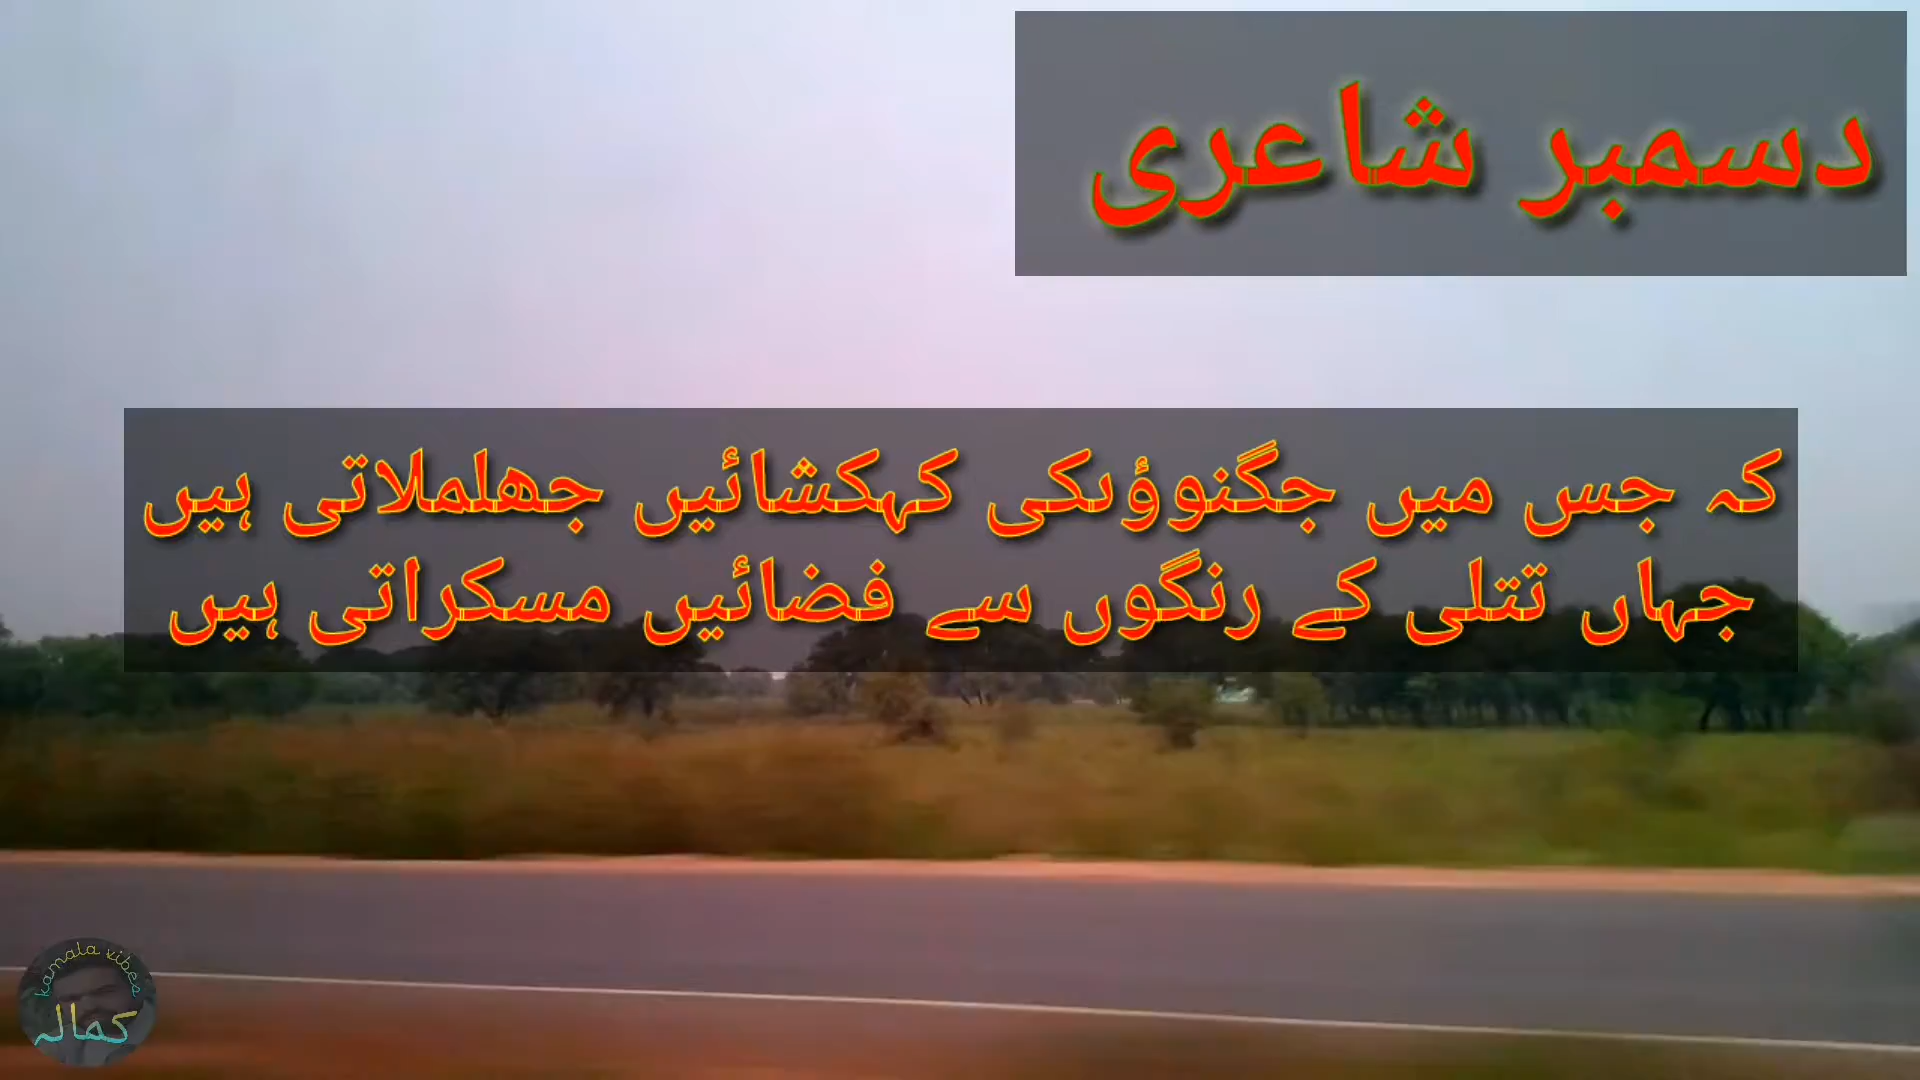 دسمبر شاعری
کہ جس میں جگنوؤںکی کہکشائیں جھلملاتی ہیں
جہاں تتلی کے رنگوں سے فضائیں مسکراتی ہیں
kamala vibes
کمالہ